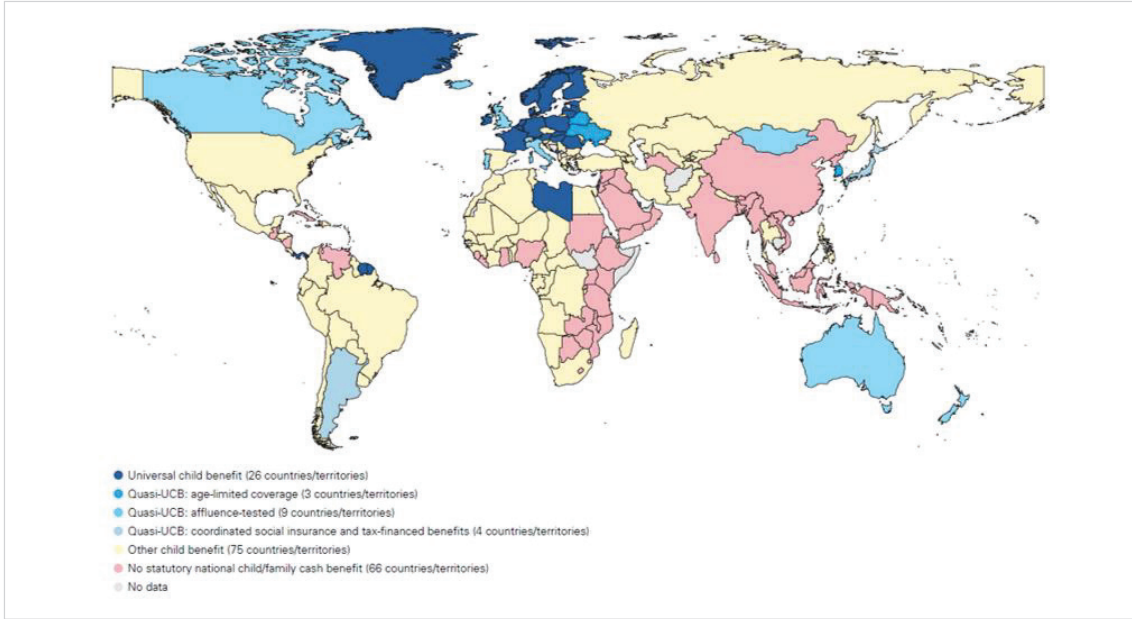 Universal child benefit (26 countries/territories)
Quasi-UCB: age-limited coverage (3 countries/territories)
Quasi-UCB: affluence-tested (9 countries/territories)
Quasi-UCB: coordinated social insurance and tax-financed benefits (4 countries/territories)
Other child benefit (75 countries/territories)
No statutory national child/family cash benefit (66 countries/territories)
No data